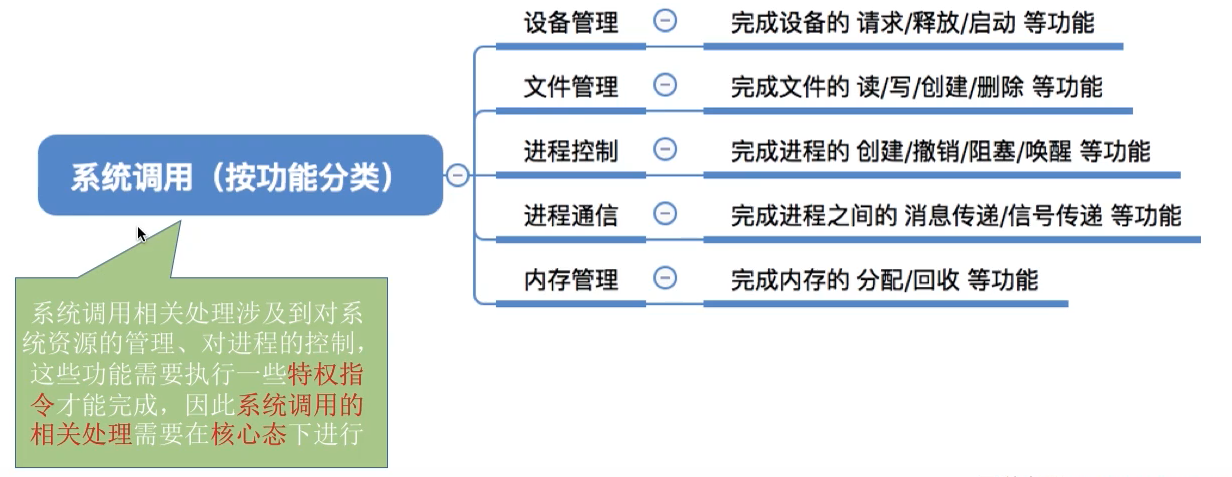 设备管理 完成设备的 请求/释放/启动 等功能
文件管理 完成文件的 读/写/创建/删除 等功能
进程控制 完成进程的 创建/撤销/阻塞/唤醒 等功能
系统调用（按功能分类）
进程通信 完成进程之间的 消息传递/信号传递 等功能
内存管理 完成内存的 分配/回收 等功能
系统调用相关处理涉及到对系
统资源的管理、对进程的控制，
这些功能需要执行一些特权指
令才能完成，因此系统调用的
相关处理需要在核心态下进行